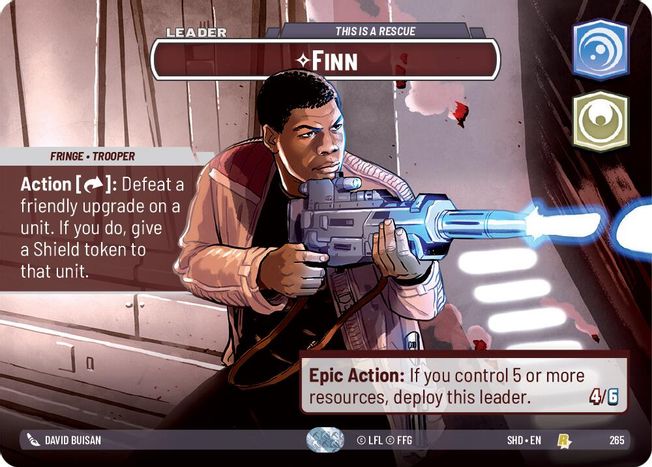 LEADER
THIS IS A RESCUE
FINN
FRINGE • TROOPER
Action [ ]: Defeat a
friendly upgrade on a
unit. If you do, give
a Shield token to
that unit.
Epic Action: If you control 5 or more
resources, deploy this leader.
4/6
DAVID BUISAN
© LFL © FFG
SHD • EN
R
265